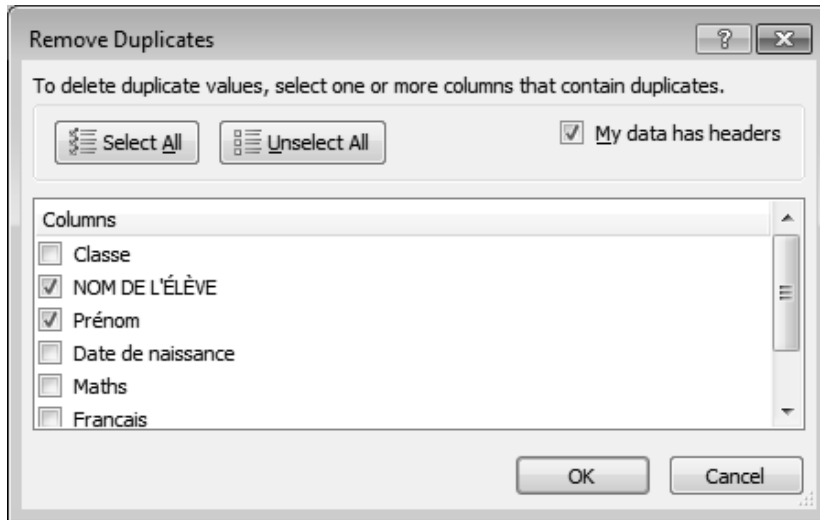 Remove Duplicates
To delete duplicate values, select one or more columns that contain duplicates.
Select All
Unselect All
My data has headers
Columns
Classe
NOM DE L'ÉLÈVE
Prénom
Date de naissance
Maths
Francais
OK
Cancel